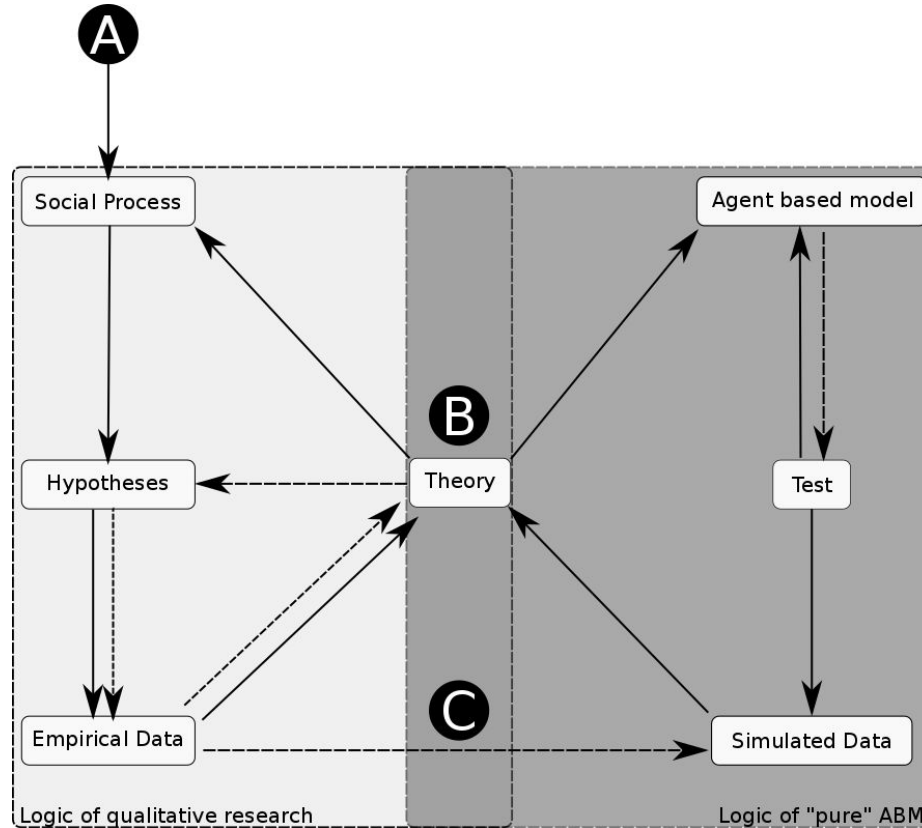 A
Social Process
Agent based model
B
Hypotheses
Theory
Test
C
Empirical Data
Simulated Data
Logic of qualitative research
Logic of "pure" ABM